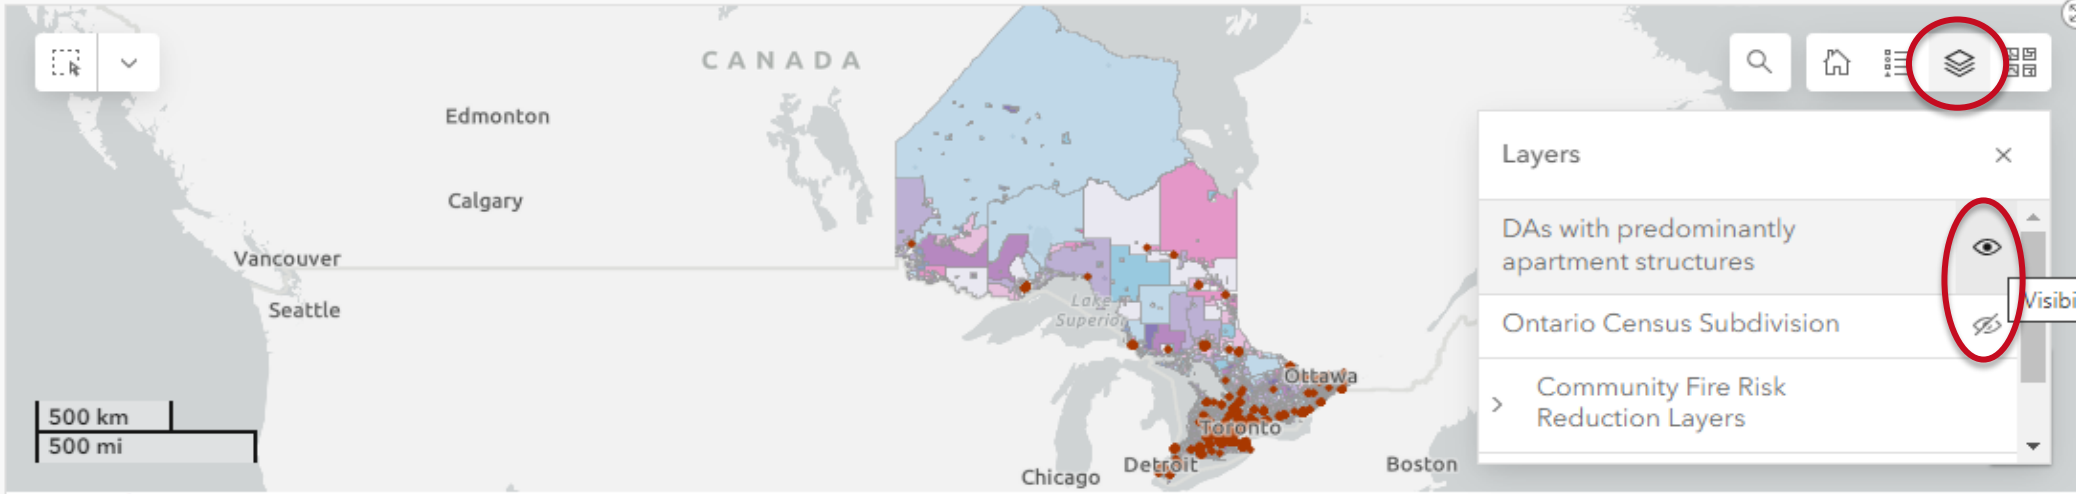 CANADA
Edmonton
Calgary
Vancouver
Seattle
Lake
Superior
Ottawa
Toronto
Detroit
Chicago
Boston
500 km
500 mi
Layers
DAs with predominantly
apartment structures
Visibi
Ontario Census Subdivision
Community Fire Risk
Reduction Layers